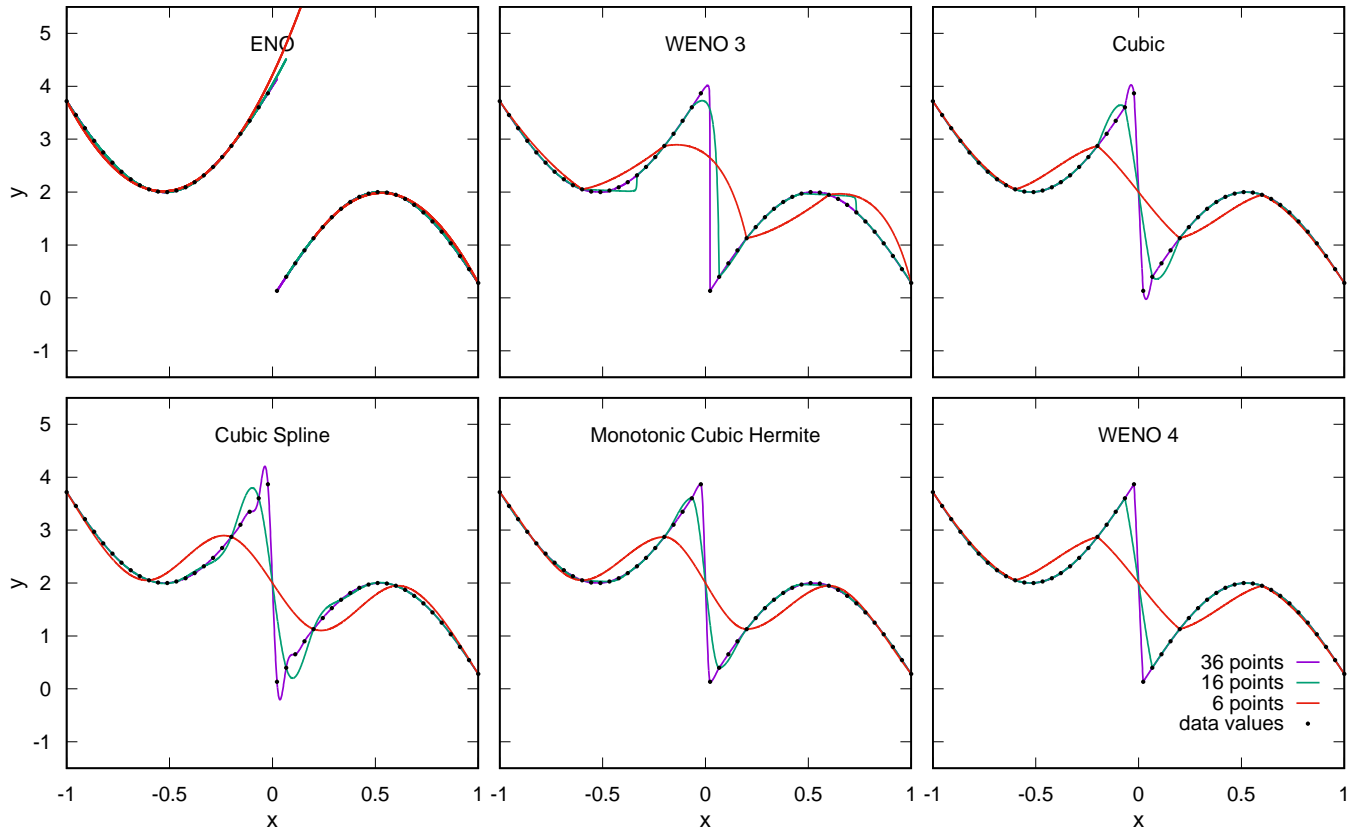 ENO
WENO 3
Cubic
y
5
4
3
2
1
0
-1
Cubic Spline
Monotonic Cubic Hermite
WENO 4
y
5
4
3
2
1
0
-1
36 points
16 points
6 points
data values
-1 -0.5 0 0.5 1
-1 -0.5 0 0.5 1
-1 -0.5 0 0.5 1
x
x
x